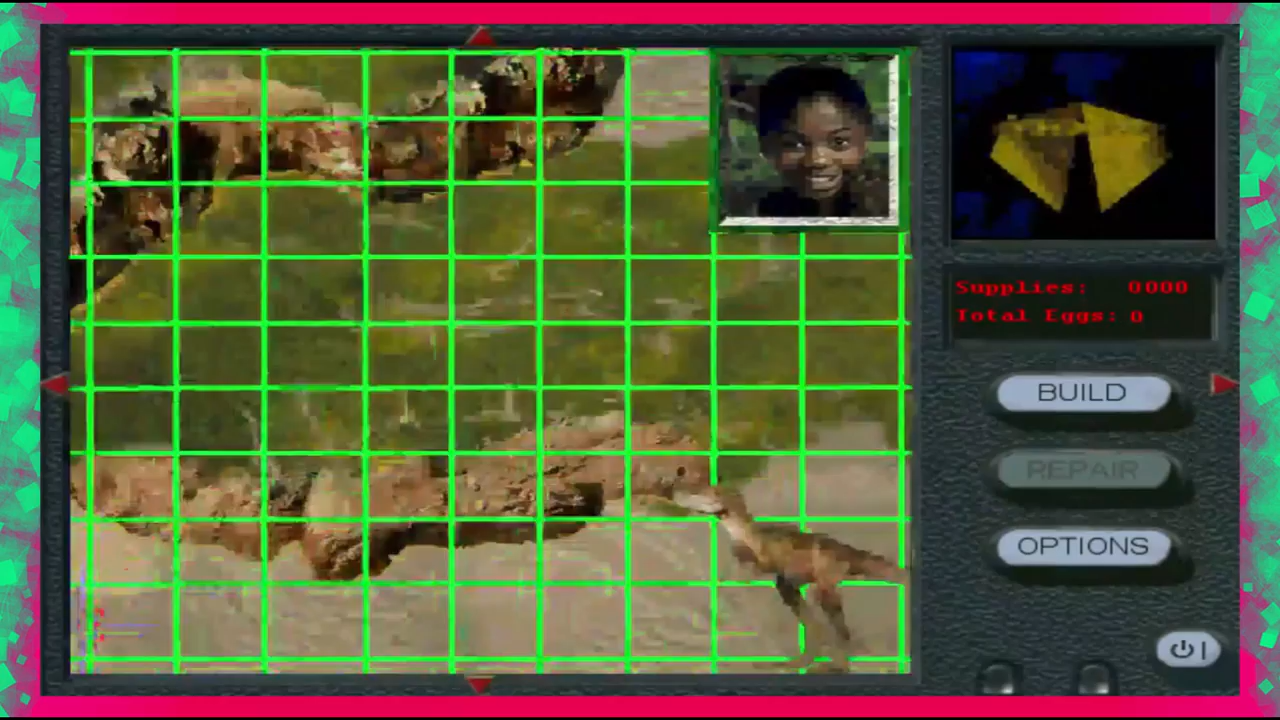 Supplies: 0000
Total Eggs: 0
BUILD
REPAIR
OPTIONS